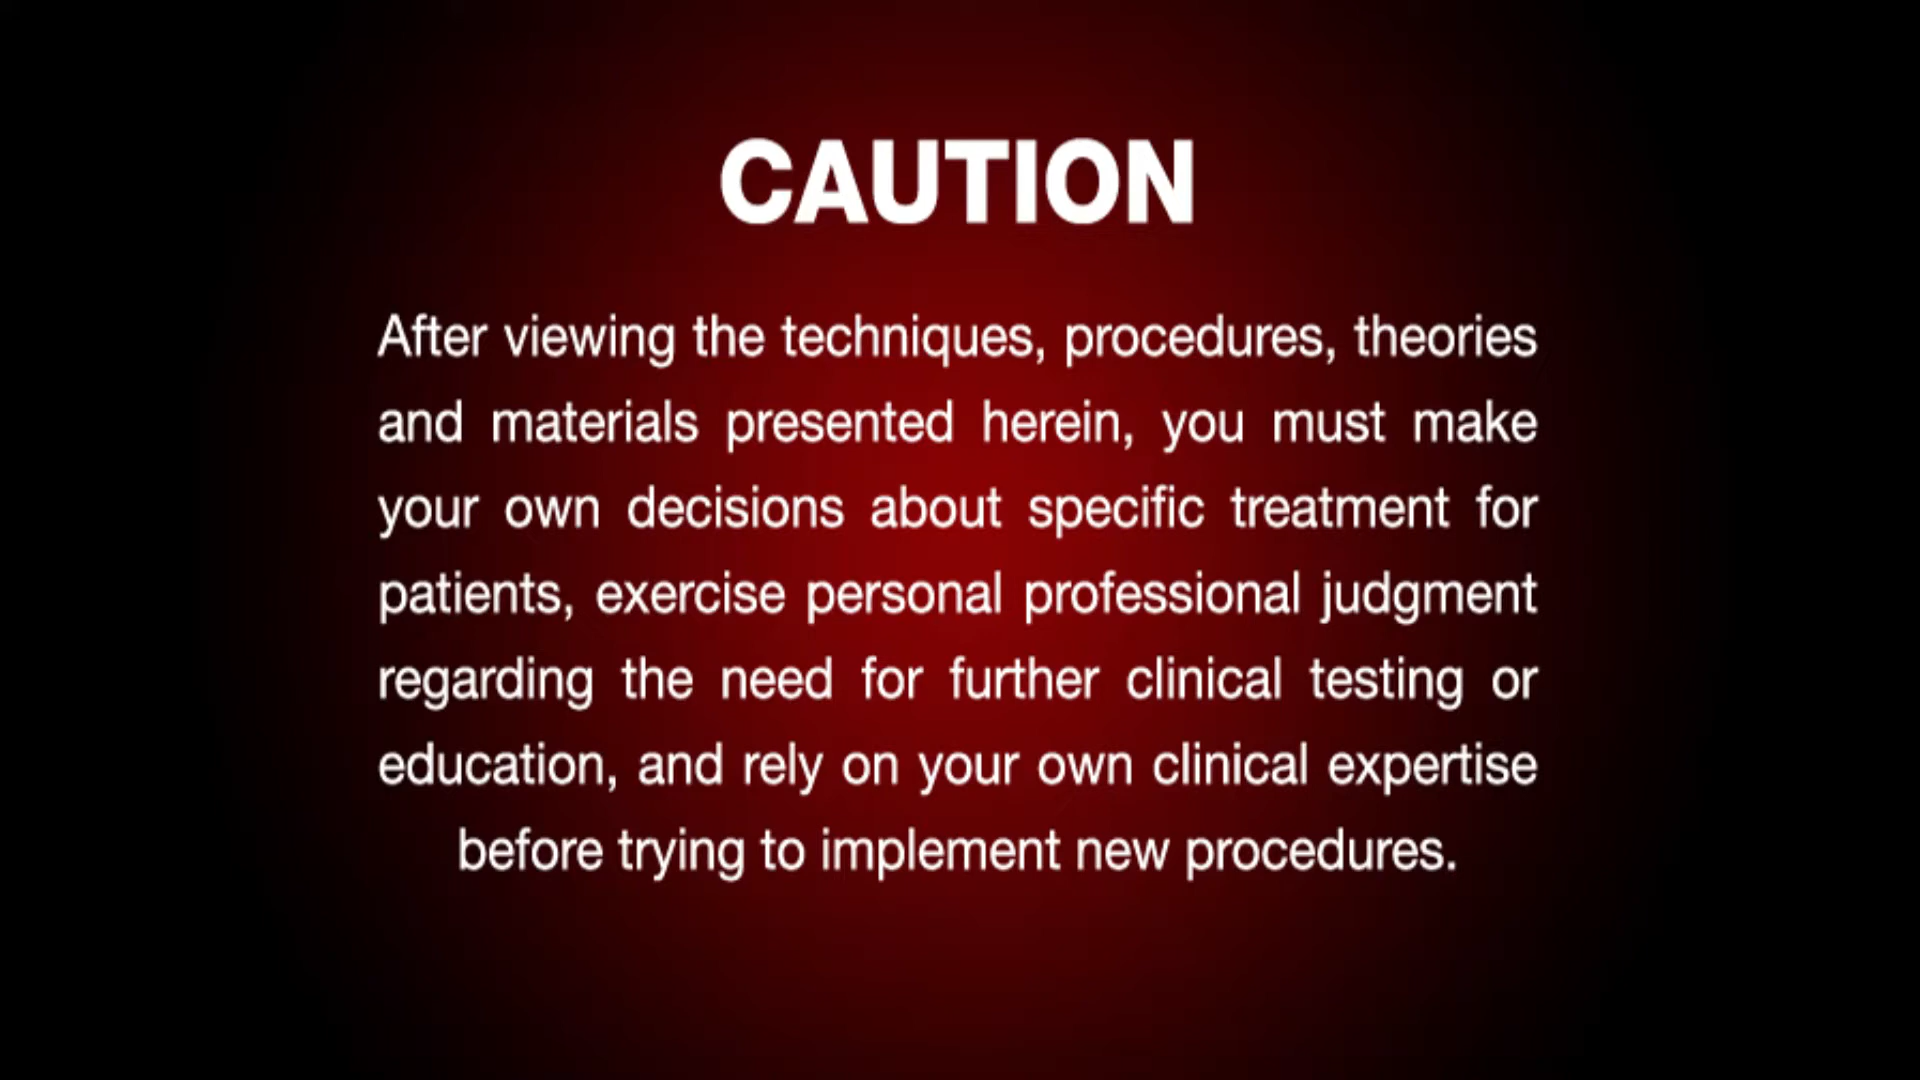 CAUTION
After viewing the techniques, procedures, theories
and materials presented herein, you must make
your own decisions about specific treatment for
patients, exercise personal professional judgment
regarding the need for further clinical testing or
education, and rely on your own clinical expertise
before trying to implement new procedures.